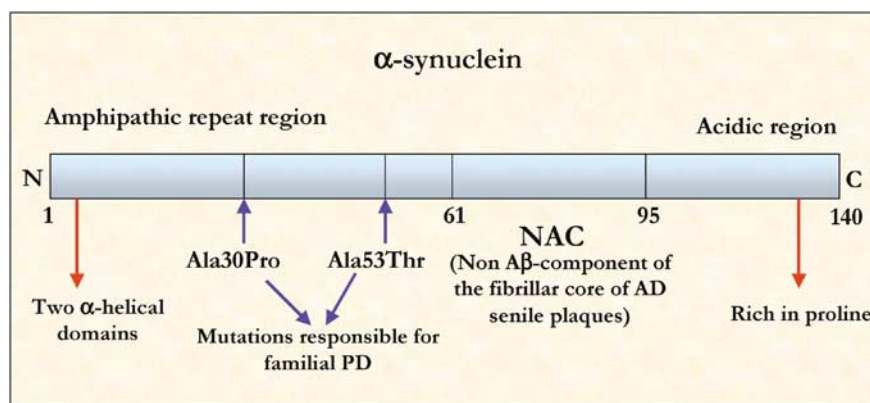 α-synuclein
Amphipathic repeat region
Acidic region
N
C
1
61
95
140
Ala30Pro
Ala53Thr
NAC
(Non Aβ-component of
the fibrillar core of AD
senile plaques)
Two α-helical
domains
Mutations responsible for
familial PD
Rich in proline